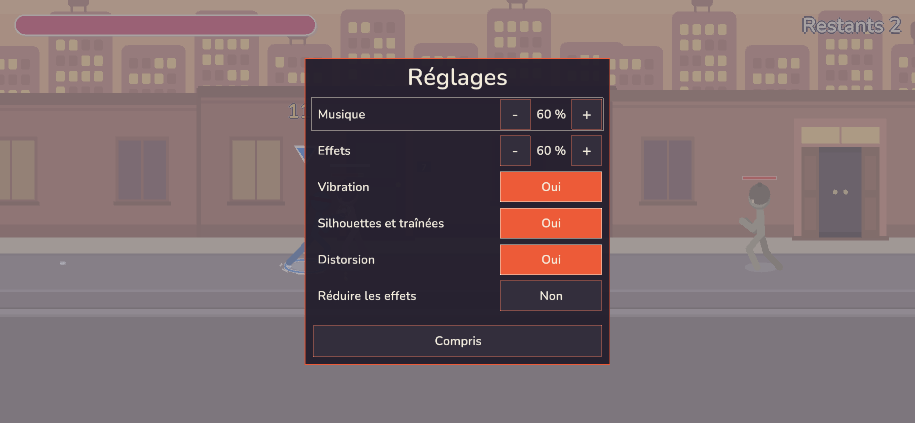 Restants 2
Réglages
Musique - 60 % +
Effets - 60 % +
Vibration Oui
Silhouettes et traînées Oui
Distorsion Oui
Réduire les effets Non
Compris